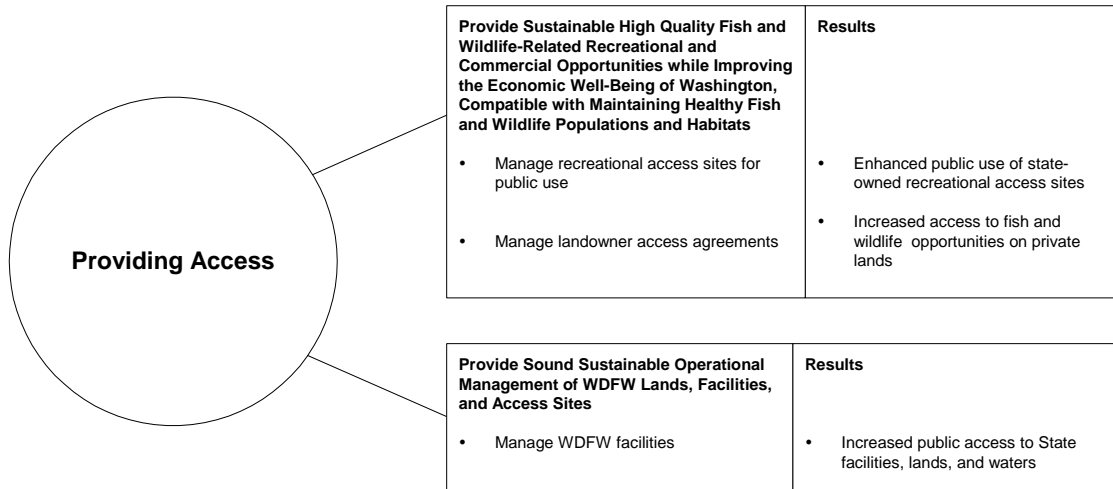 Providing Access
Provide Sustainable High Quality Fish and
Wildlife-Related Recreational and
Commercial Opportunities while Improving
the Economic Well-Being of Washington,
Compatible with Maintaining Healthy Fish
and Wildlife Populations and Habitats
• Manage recreational access sites for
public use
• Manage landowner access agreements
Results
• Enhanced public use of state-
owned recreational access sites
• Increased access to fish and
wildlife opportunities on private
lands
Provide Sound Sustainable Operational
Management of WDFW Lands, Facilities,
and Access Sites
• Manage WDFW facilities
Results
• Increased public access to State
facilities, lands, and waters